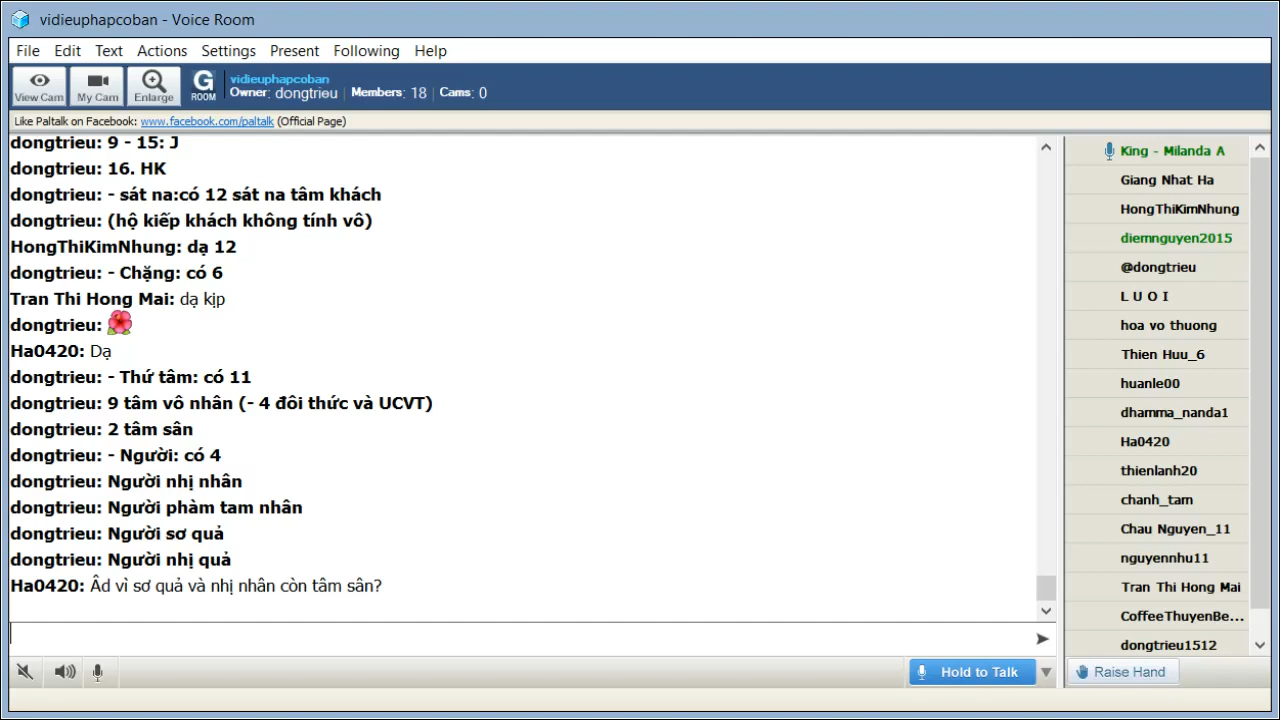 vidieuphapcoban - Voice Room
File Edit Text Actions Settings Present Following Help
View Cam My Cam Enlarge G ROOM
vidieuphapcoban
Owner: dongtrieu | Members: 18 | Cams: 0
Like Paltalk on Facebook: www.facebook.com/paltalk (Official Page)
dongtrieu: 9 - 15: J
dongtrieu: 16. HK
dongtrieu: - sát na:có 12 sát na tâm khách
dongtrieu: (hộ kiếp khách không tính vô)
HongThiKimNhung: dạ 12
dongtrieu: - Chặng: có 6
Tran Thi Hong Mai: dạ kịp
dongtrieu:
Ha0420: Dạ
dongtrieu: - Thứ tâm: có 11
dongtrieu: 9 tâm vô nhân (- 4 đôi thức và UCVT)
dongtrieu: 2 tâm sân
dongtrieu: - Người: có 4
dongtrieu: Người nhị nhân
dongtrieu: Người phàm tam nhân
dongtrieu: Người sơ quả
dongtrieu: Người nhị quả
Ha0420: Âd vì sơ quả và nhị nhân còn tâm sân?
King - Milanda A
Giang Nhat Ha
HongThiKimNhung
diemnguyen2015
@dongtrieu
L U O I
hoa vo thuong
Thien Huu_6
huanle00
dhamma_nanda1
Ha0420
thienlanh20
chanh_tam
Chau Nguyen_11
nguyennhu11
Tran Thi Hong Mai
CoffeeThuyenBe...
dongtrieu1512
Hold to Talk
Raise Hand